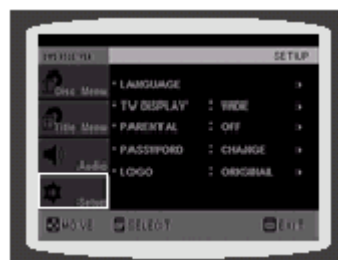 SETUP
Disc Menu
Title Menu
Audio
Setup
LANGUAGE
TV DISPLAY : WIDE
PARENTAL : OFF
PASSWORD : CHANGE
LOGO : ORIGINAL
MOVE SELECT EXIT